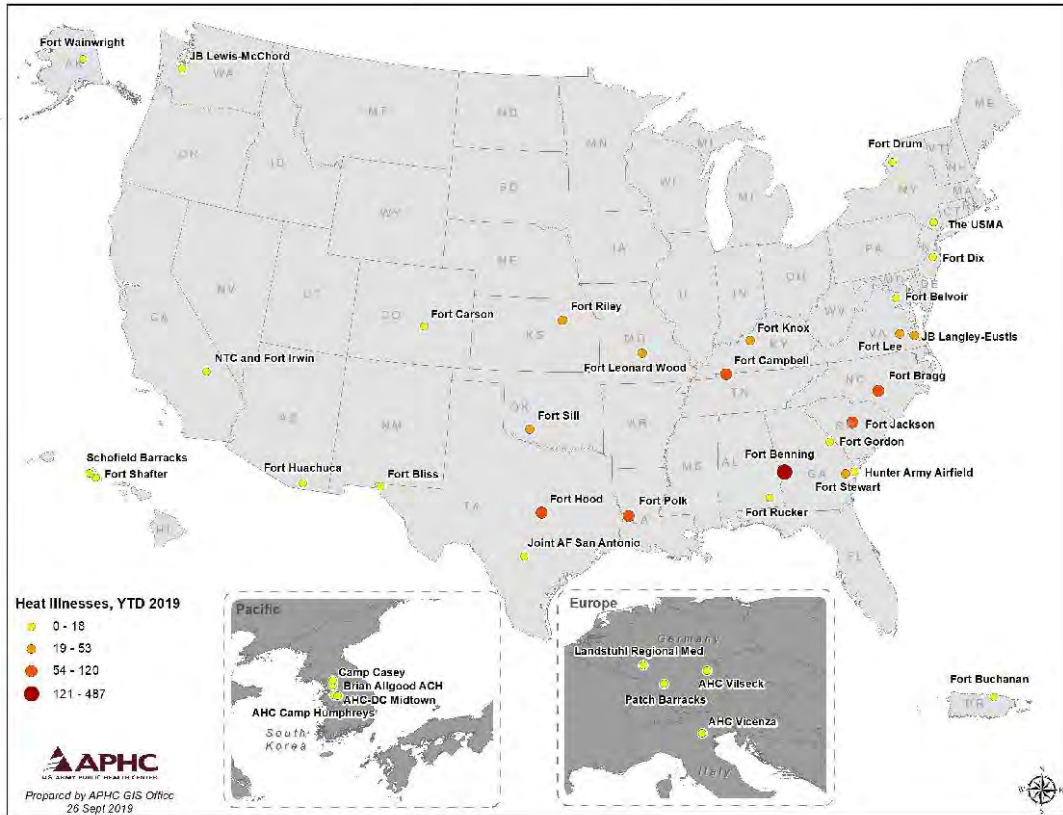 Fort Wainwright
AK
JB Lewis-McChord
WA
MT
ND
MN
ME
OR
ID
SD
WI
MI
MI
Fort Drum
VT
NH
NY
MA
CT
The USMA
WY
IA
NE
PA
Fort Dix
NV
UT
IL
IN
OH
DE
Fort Belvoir
CA
CO
Fort Carson
Fort Riley
KS
MO
Fort Knox
KY
WV
VA
Fort Lee
JB Langley-Eustis
NTC and Fort Irwin
Fort Leonard Wood
Fort Campbell
TN
NC
Fort Bragg
AZ
NM
OK
Fort Sill
AR
Fort Jackson
Fort Gordon
Schofield Barracks
Fort Shafter
HI
Fort Huachuca
Fort Bliss
MS
AL
Fort Benning
GA
Hunter Army Airfield
Fort Stewart
TX
Fort Hood
Fort Polk
LA
Fort Rucker
FL
Joint AF San Antonio
Heat Illnesses, YTD 2019
0 - 18
19 - 53
54 - 120
121 - 487
Pacific
Camp Casey
Brian Allgood ACH
AHC-DC Midtown
AHC Camp Humphreys
South
Korea
Europe
Germany
Landstuhl Regional Med
AHC Vilseck
Patch Barracks
AHC Vicenza
Italy
Fort Buchanan
PR
APHC
U.S. ARMY PUBLIC HEALTH CENTER
Prepared by APHC GIS Office
26 Sept 2019